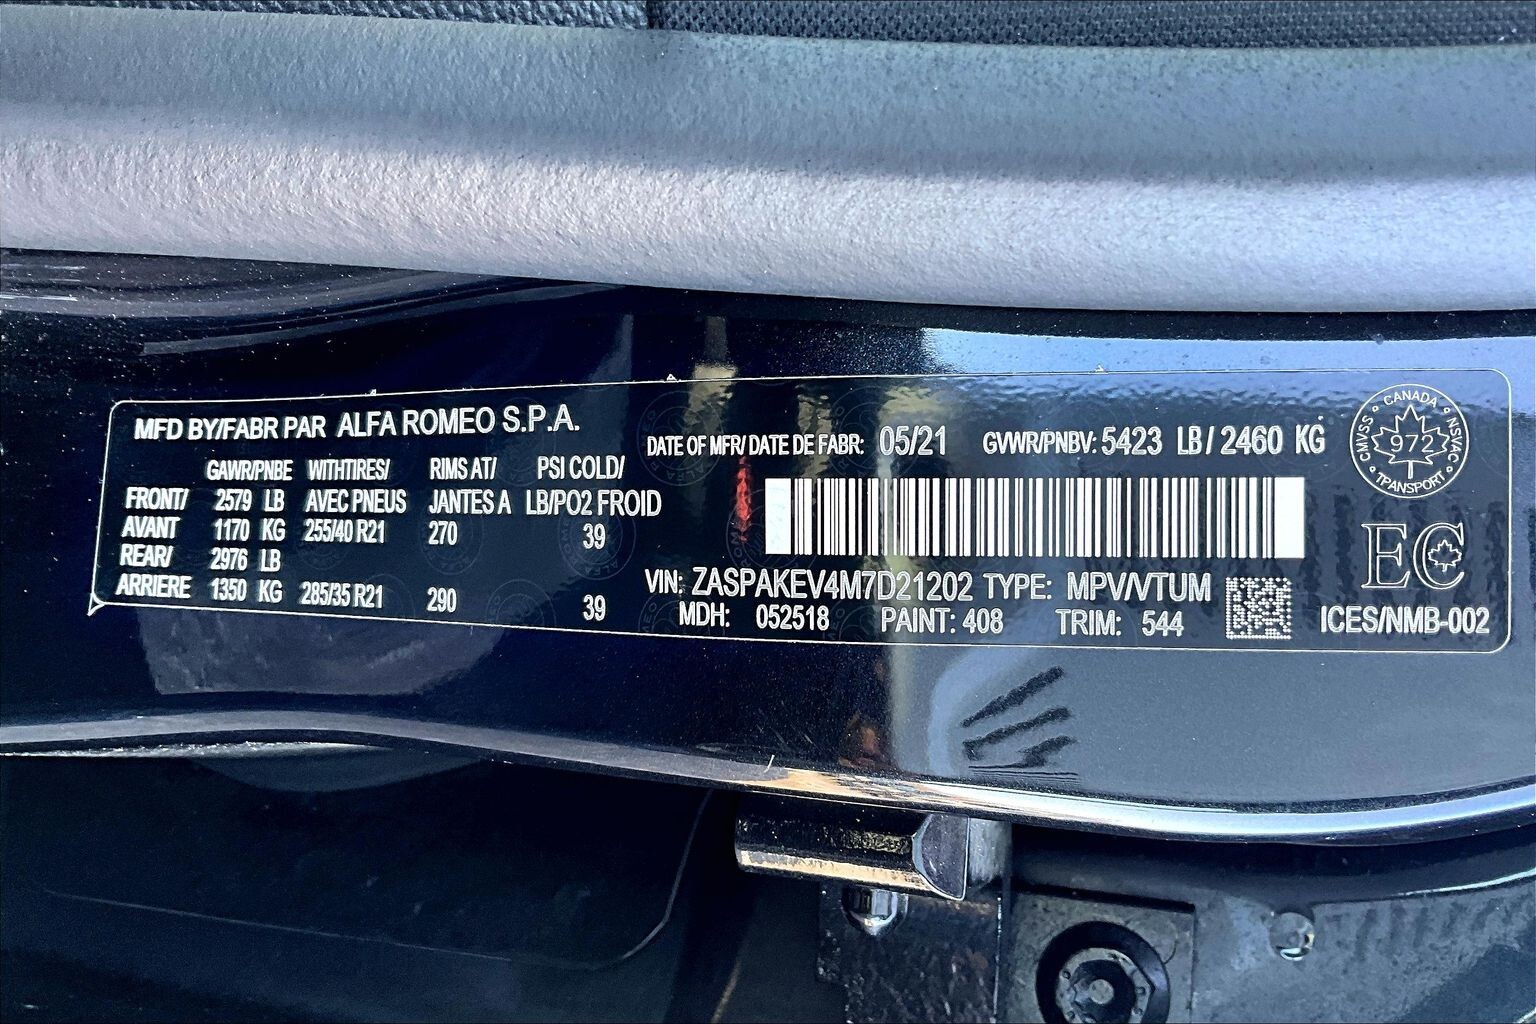 MFD BY/FABR PAR ALFA ROMEO S.P.A.
GAWR/PNBE WITHTIRES/ RIMS AT/ PSI COLD/
FRONT/ 2579 LB AVEC PNEUS JANTES A LB/PO2 FROID
AVANT 1170 KG 255/40 R21 270 39
REAR/ 2976 LB
ARRIERE 1350 KG 285/35 R21 290 39
DATE OF MFR/ DATE DE FABR: 05/21 GVWR/PNBV: 5423 LB / 2460 KG
VIN: ZASPAKEV4M7D21202 TYPE: MPV/VTUM
MDH: 052518 PAINT: 408 TRIM: 544
CANADA
CMVSS NSVAC
972
TRANSPORT
EC
ICES/NMB-002